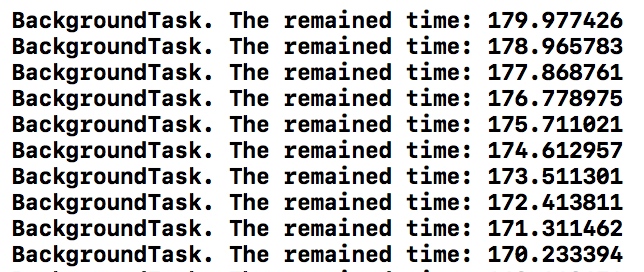 BackgroundTask. The remained time: 179.977426
BackgroundTask. The remained time: 178.965783
BackgroundTask. The remained time: 177.868761
BackgroundTask. The remained time: 176.778975
BackgroundTask. The remained time: 175.711021
BackgroundTask. The remained time: 174.612957
BackgroundTask. The remained time: 173.511301
BackgroundTask. The remained time: 172.413811
BackgroundTask. The remained time: 171.311462
BackgroundTask. The remained time: 170.233394